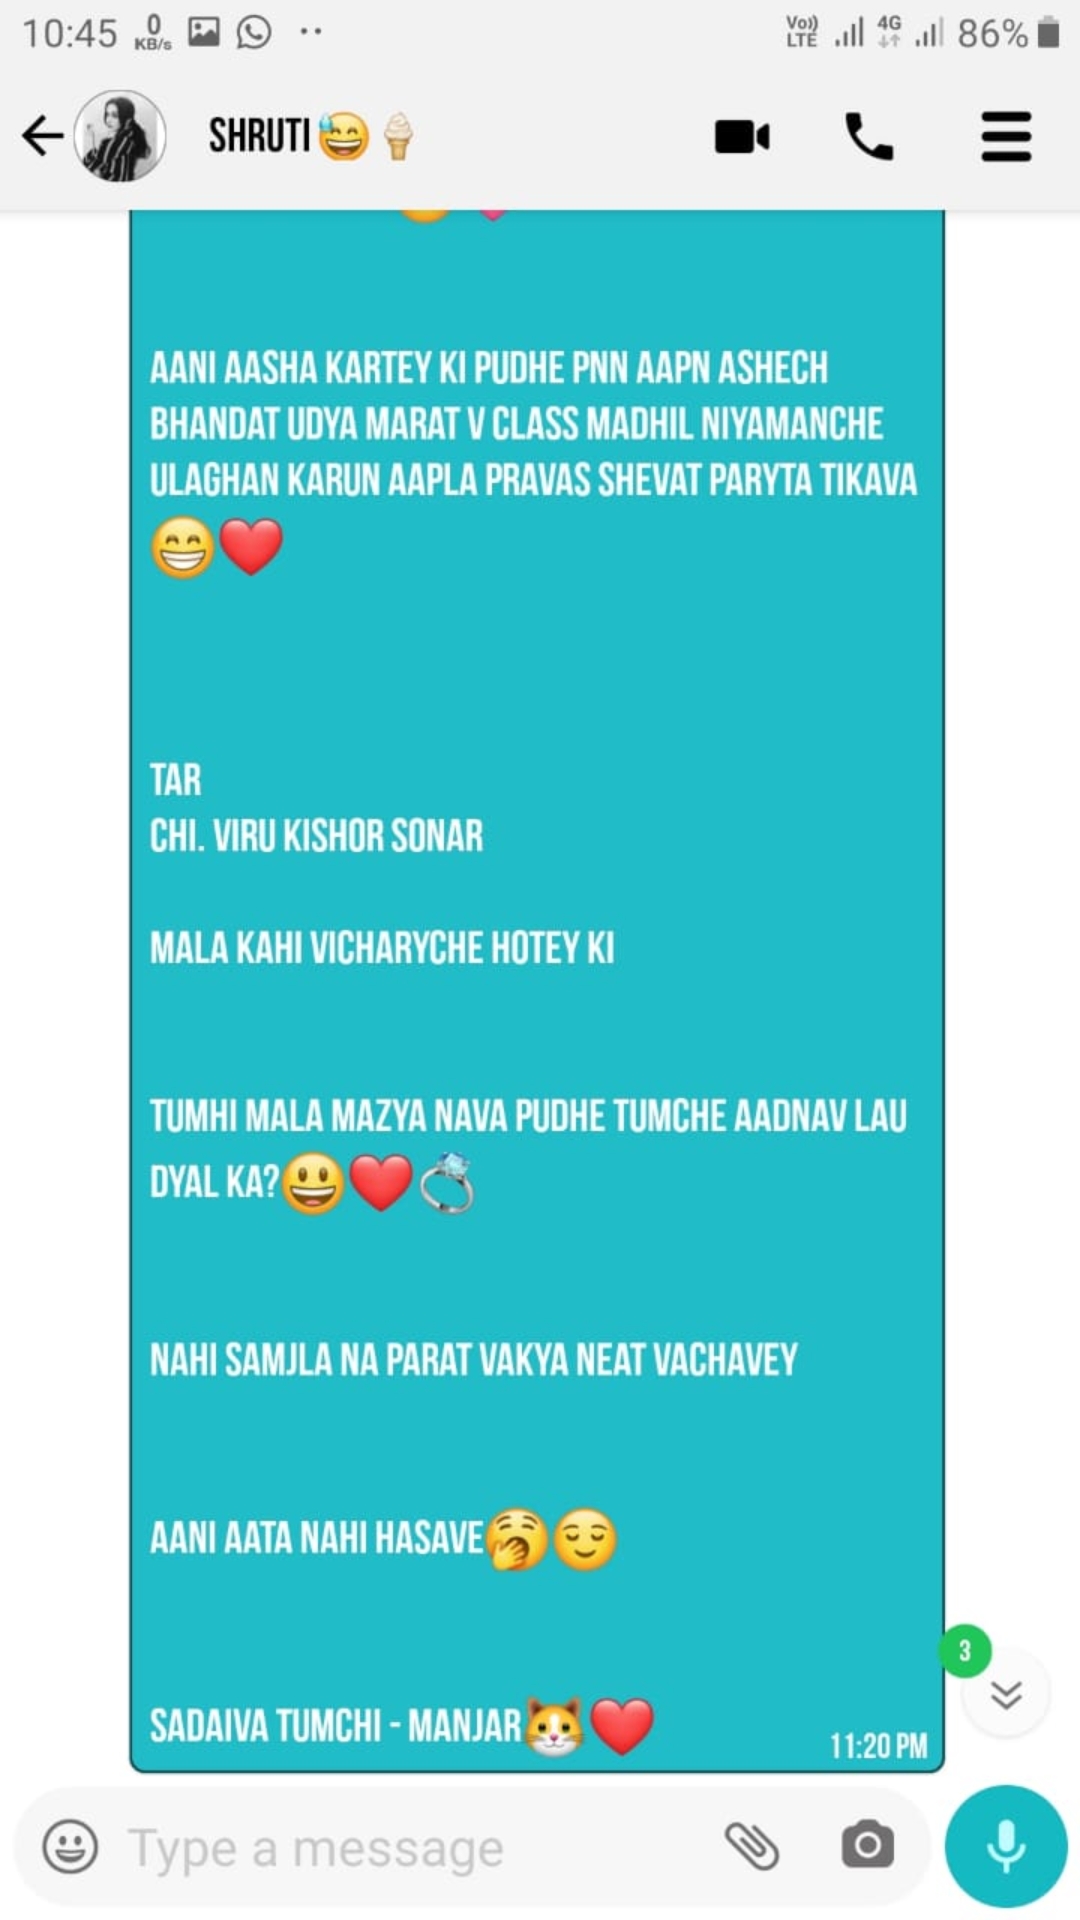 10:45 0 KB/s Vo)) LTE 4G 86%
SHRUTI😅🍦
AANI AASHA KARTEY KI PUDHE PNN AAPN ASHECH
BHANDAT UDYA MARAT V CLASS MADHIL NIYAMANCHE
ULAGHAN KARUN AAPLA PRAVAS SHEVAT PARYTA TIKAVA
😁❤️
TAR
CHI. VIRU KISHOR SONAR
MALA KAHI VICHARYCHE HOTEY KI
TUMHI MALA MAZYA NAVA PUDHE TUMCHE AADNAV LAU
DYAL KA?😃❤️💍
NAHI SAMJLA NA PARAT VAKYA NEAT VACHAVEY
AANI AATA NAHI HASAVE🥱😌
3
SADAIVA TUMCHI - MANJAR🐱❤️
11:20 PM
Type a message